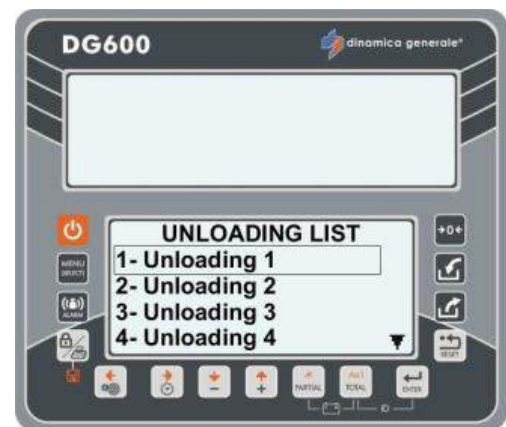 DG600
dinamica generale®
UNLOADING LIST
1- Unloading 1
2- Unloading 2
3- Unloading 3
4- Unloading 4
→0←
MENU
ALARM
RESET
PARTIAL
TOTAL
ENTER